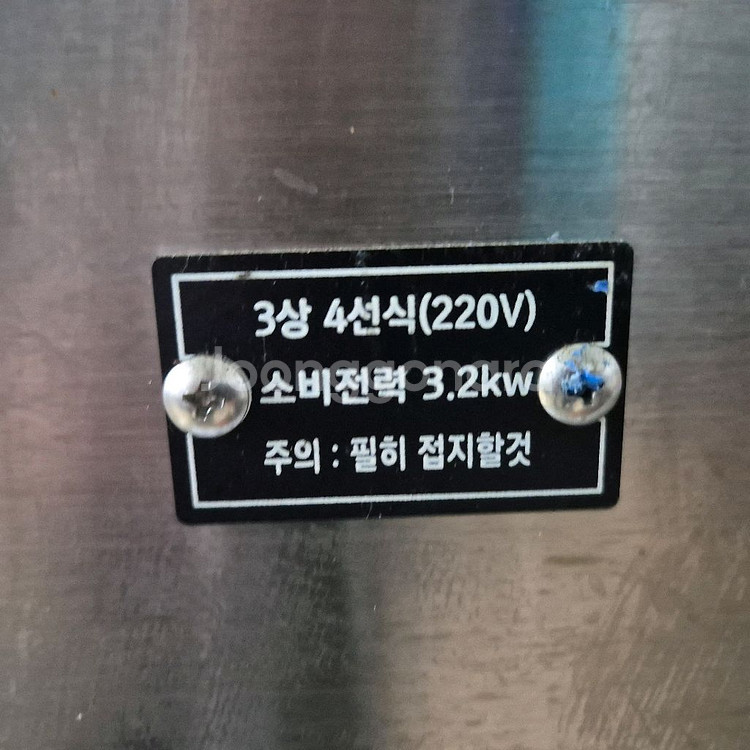 3상 4선식(220V)
소비전력 3.2kw
주의 : 필히 접지할것